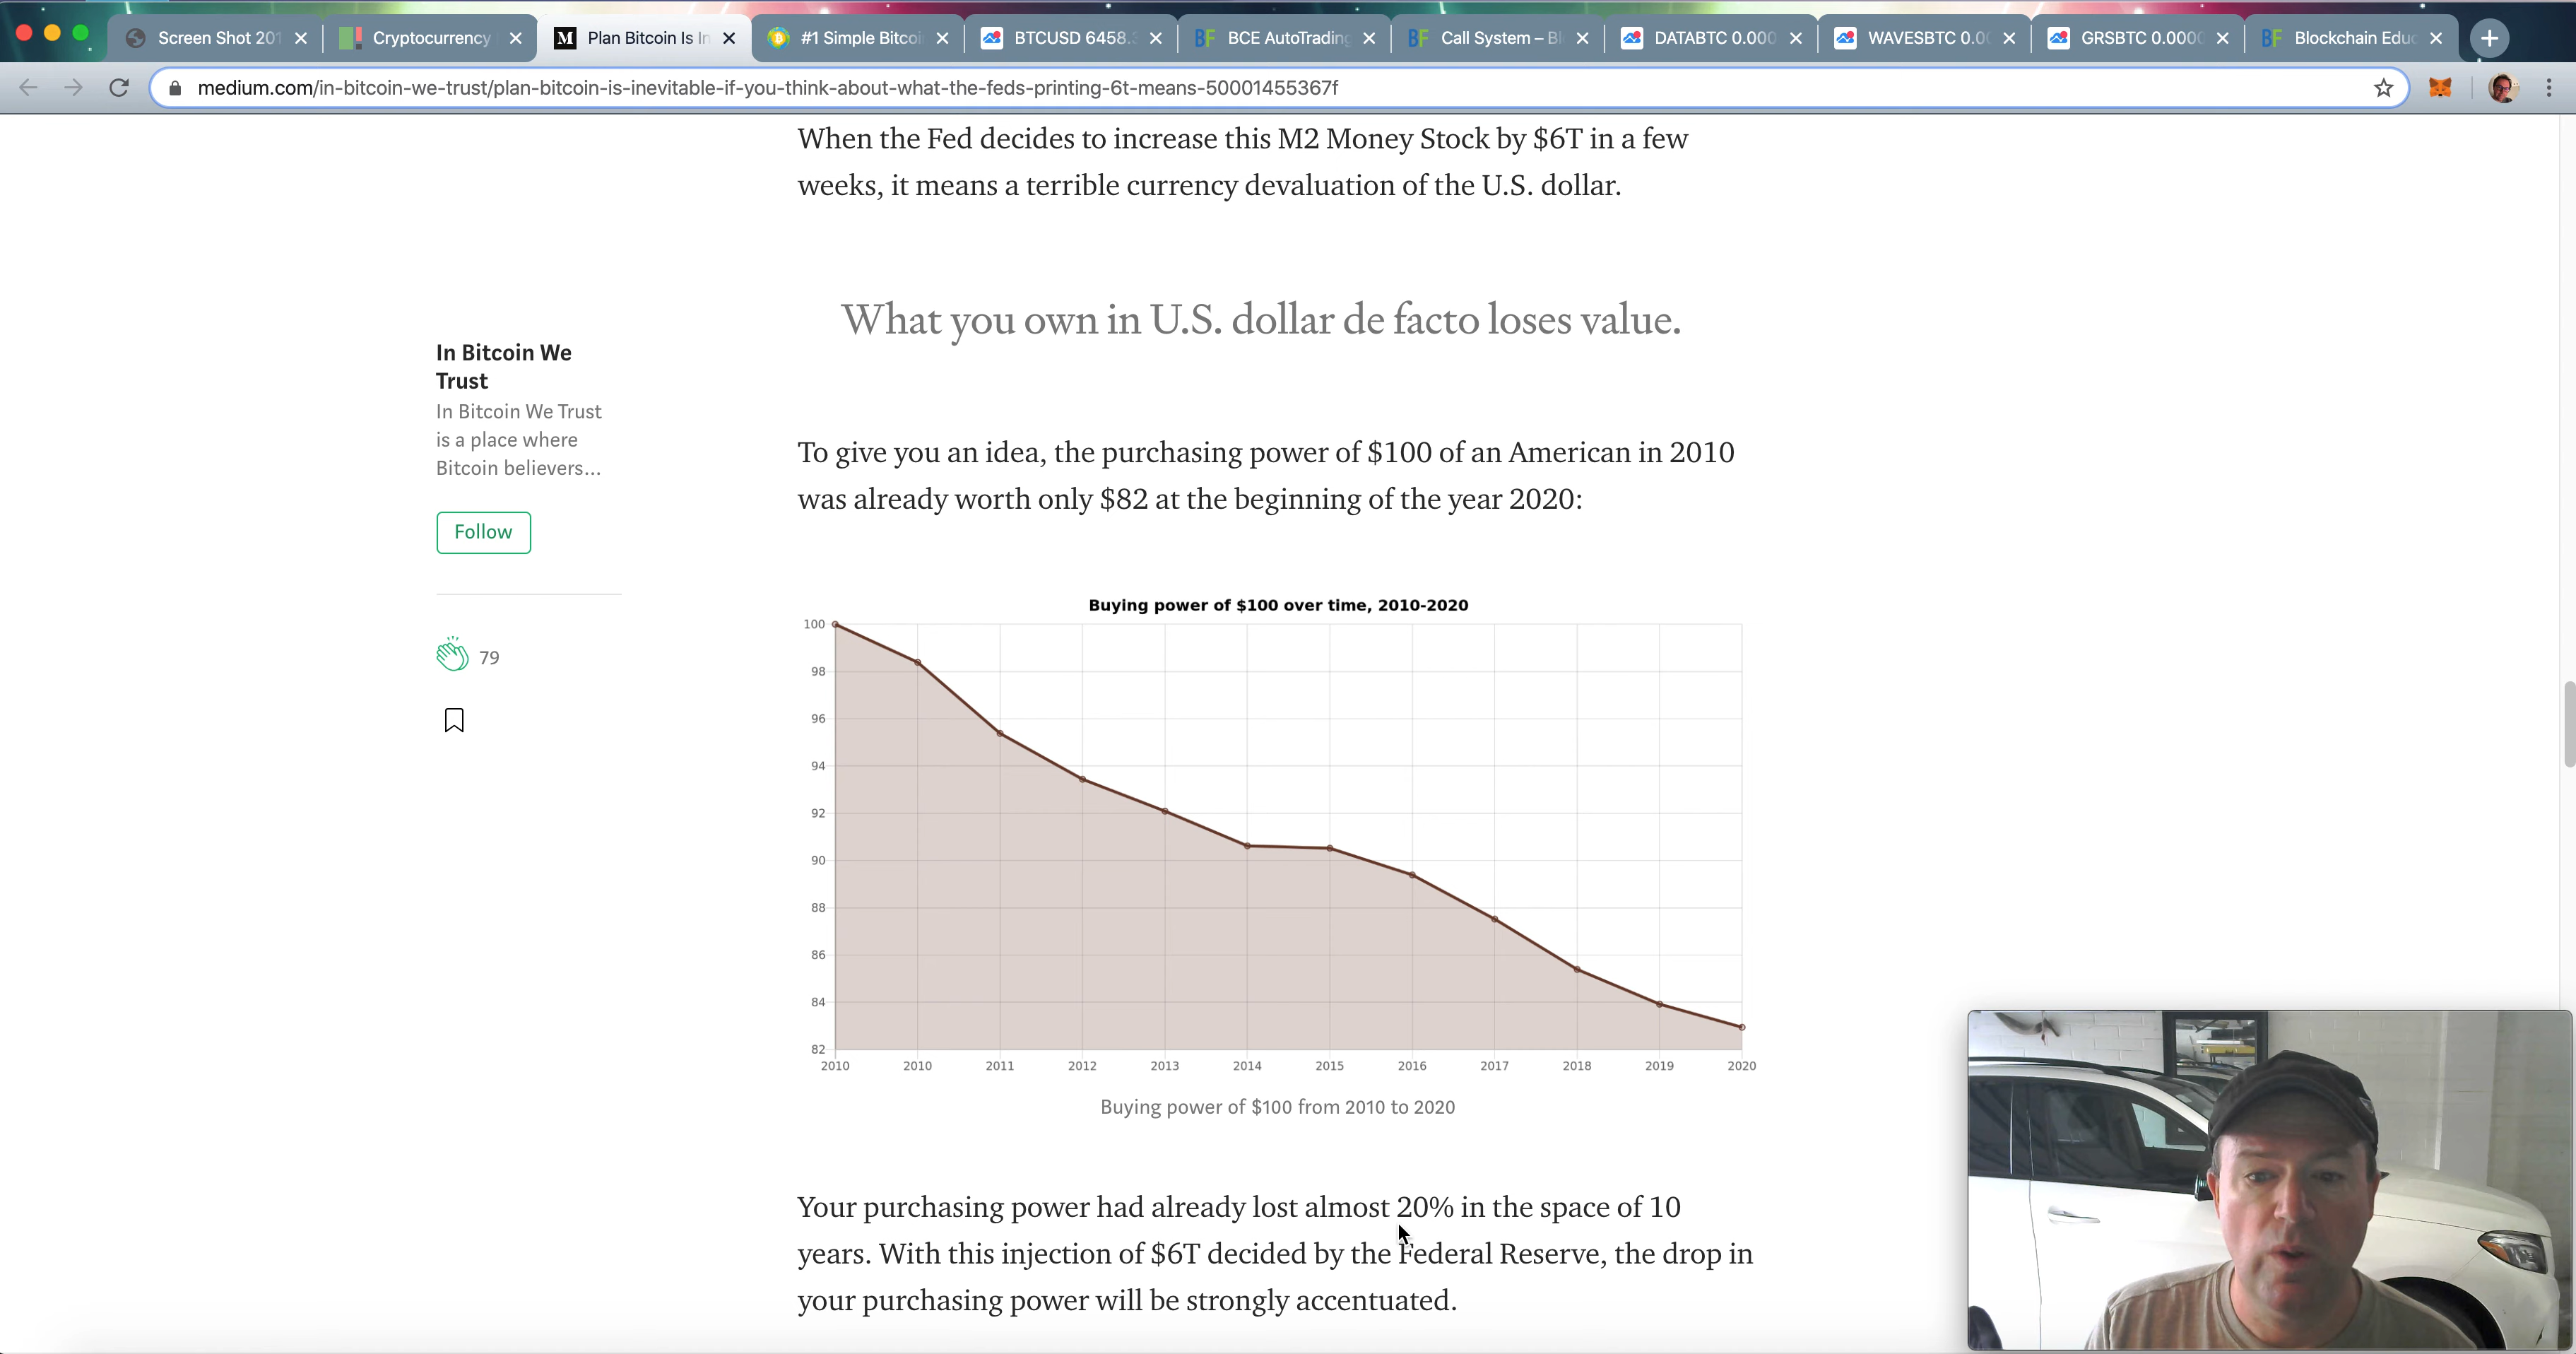 Screen Shot 201
Cryptocurrency
Plan Bitcoin Is In
#1 Simple Bitcoi
BTCUSD 6458.
BCE AutoTrading
Call System – Bl
DATABTC 0.000
WAVESBTC 0.00
GRSBTC 0.0000
Blockchain Educ
medium.com/in-bitcoin-we-trust/plan-bitcoin-is-inevitable-if-you-think-about-what-the-feds-printing-6t-means-50001455367f
When the Fed decides to increase this M2 Money Stock by $6T in a few
weeks, it means a terrible currency devaluation of the U.S. dollar.
What you own in U.S. dollar de facto loses value.
In Bitcoin We
Trust
In Bitcoin We Trust
is a place where
Bitcoin believers...
Follow
79
To give you an idea, the purchasing power of $100 of an American in 2010
was already worth only $82 at the beginning of the year 2020:
Buying power of $100 over time, 2010-2020
100
98
96
94
92
90
88
86
84
82
2010 2010 2011 2012 2013 2014 2015 2016 2017 2018 2019 2020
Buying power of $100 from 2010 to 2020
Your purchasing power had already lost almost 20% in the space of 10
years. With this injection of $6T decided by the Federal Reserve, the drop in
your purchasing power will be strongly accentuated.